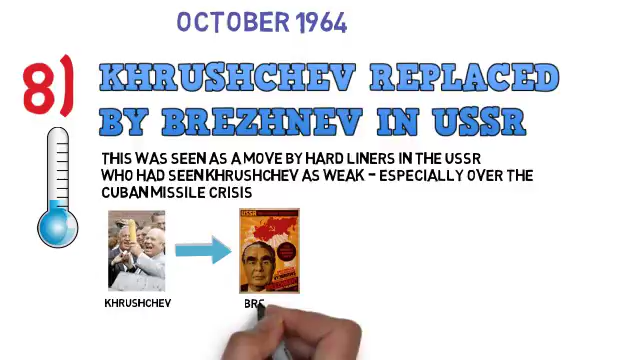 OCTOBER 1964
8)
KHRUSHCHEV REPLACED
BY BREZHNEV IN USSR
THIS WAS SEEN AS A MOVE BY HARD LINERS IN THE USSR
WHO HAD SEEN KHRUSHCHEV AS WEAK - ESPECIALLY OVER THE
CUBAN MISSILE CRISIS
USSR
KHRUSHCHEV